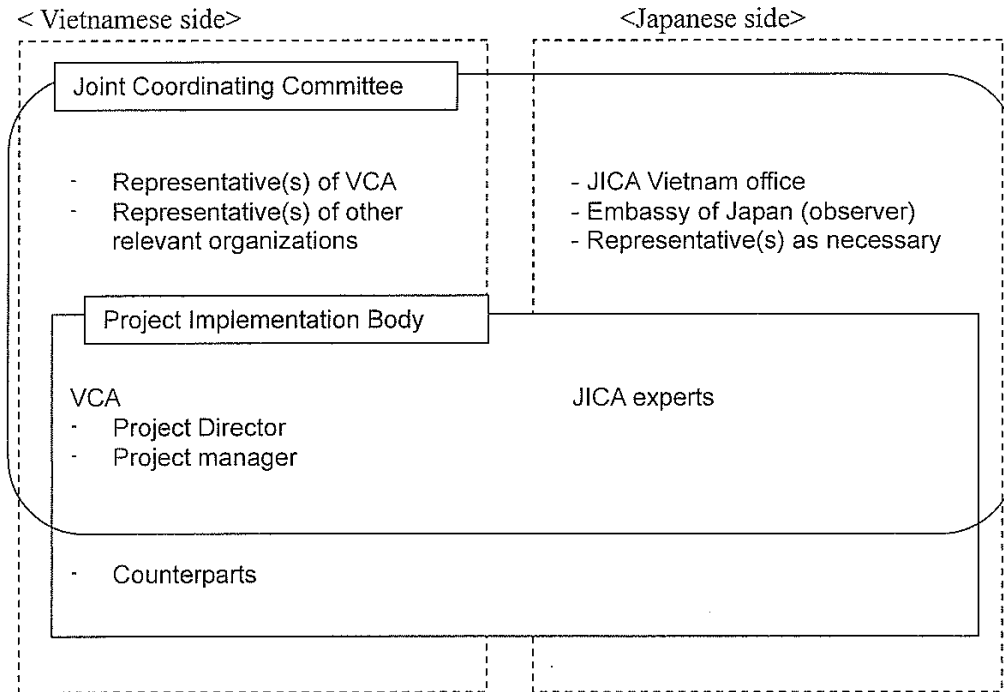 < Vietnamese side>
<Japanese side>
Joint Coordinating Committee
- Representative(s) of VCA
- Representative(s) of other
relevant organizations
- JICA Vietnam office
- Embassy of Japan (observer)
- Representative(s) as necessary
Project Implementation Body
VCA
- Project Director
- Project manager
JICA experts
- Counterparts